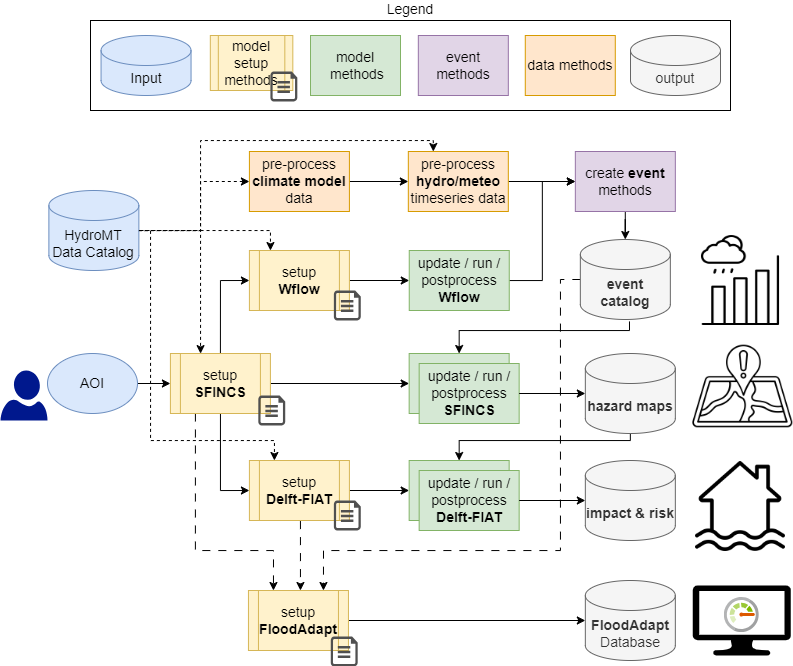 Legend
Input
model
setup
methods
model
methods
event
methods
data methods
output
pre-process
climate model
data
pre-process
hydro/meteo
timeseries data
create event
methods
HydroMT
Data Catalog
setup
Wflow
update / run /
postprocess
Wflow
event
catalog
AOI
setup
SFINCS
update / run /
postprocess
SFINCS
hazard maps
setup
Delft-FIAT
update / run /
postprocess
Delft-FIAT
impact & risk
setup
FloodAdapt
FloodAdapt
Database